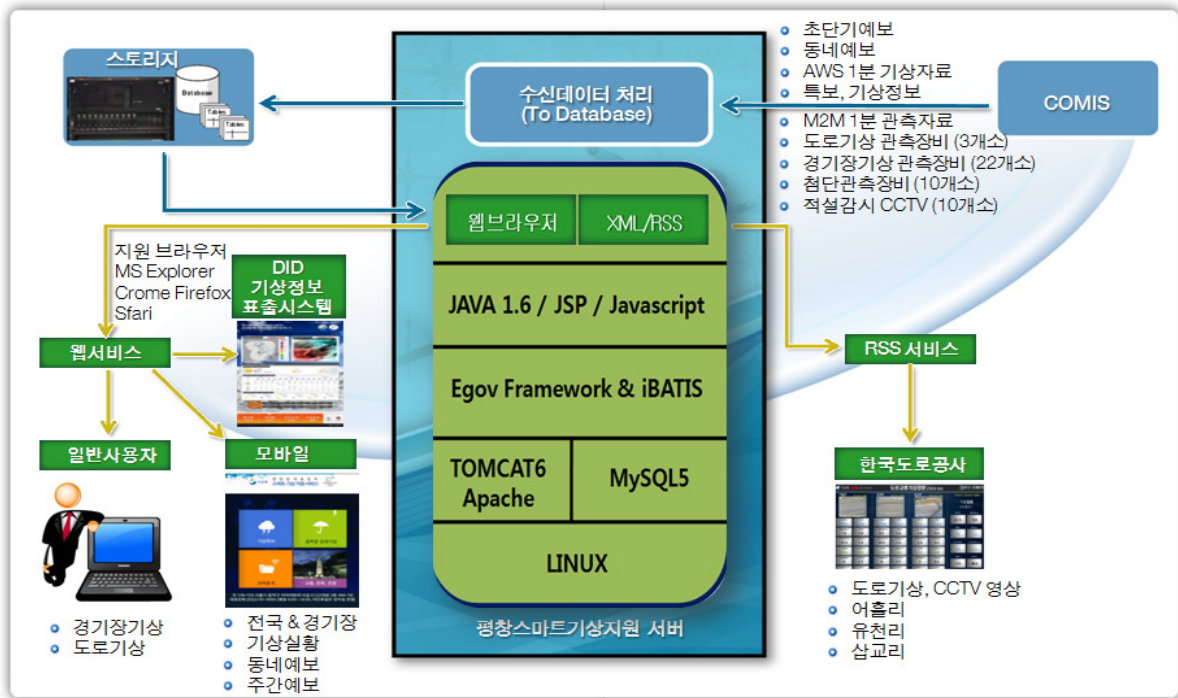 초단기예보
동네예보
AWS 1분 기상자료
특보, 기상정보
M2M 1분 관측자료
도로기상 관측장비 (3개소)
경기장기상 관측장비 (22개소)
첨단관측장비 (10개소)
적설감시 CCTV (10개소)
COMIS
수신데이터 처리
(To Database)
스토리지
Database
Tables
Tables
웹브라우저
XML/RSS
JAVA 1.6 / JSP / Javascript
Egov Framework & iBATIS
TOMCAT6
Apache
MySQL5
LINUX
평창스마트기상지원 서버
지원 브라우저
MS Explorer
Crome Firefox
Sfari
DID
기상정보
표출시스템
웹서비스
일반사용자
경기장기상
도로기상
모바일
전국 & 경기장
기상실황
동네예보
주간예보
RSS 서비스
한국도로공사
도로기상, CCTV 영상
어흘리
유천리
삽교리